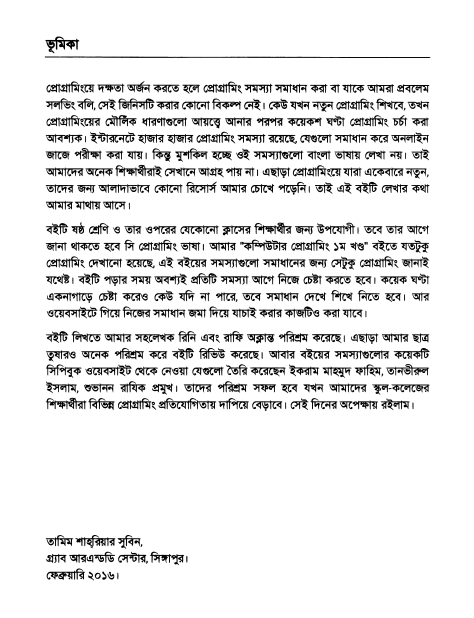 ভূমিকা
প্রোগ্রামিংয়ে দক্ষতা অর্জন করতে হলে প্রোগ্রামিং সমস্যা সমাধান করা বা যাকে আমরা প্রবলেম
সলভিং বলি, সেই জিনিসটি করার কোনো বিকল্প নেই। কেউ যখন নতুন প্রোগ্রামিং শিখবে, তখন
প্রোগ্রামিংয়ের মৌলিক ধারণাগুলো আয়ত্ত্বে আনার পরপর কয়েকশ ঘণ্টা প্রোগ্রামিং চর্চা করা
আবশ্যক। ইন্টারনেটে হাজার হাজার প্রোগ্রামিং সমস্যা রয়েছে, যেগুলো সমাধান করে অনলাইন
জাজে পরীক্ষা করা যায়। কিন্তু মুশকিল হচ্ছে ওই সমস্যাগুলো বাংলা ভাষায় লেখা নয়। তাই
আমাদের অনেক শিক্ষার্থীরাই সেখানে আগ্রহ পায় না। এছাড়া প্রোগ্রামিংয়ে যারা একেবারে নতুন,
তাদের জন্য আলাদাভাবে কোনো রিসোর্স আমার চোখে পড়েনি। তাই এই বইটি লেখার কথা
আমার মাথায় আসে।
বইটি ষষ্ঠ শ্রেণি ও তার ওপরের যেকোনো ক্লাসের শিক্ষার্থীর জন্য উপযোগী। তবে তার আগে
জানা থাকতে হবে সি প্রোগ্রামিং ভাষা। আমার "কম্পিউটার প্রোগ্রামিং ১ম খণ্ড" বইতে যতটুকু
প্রোগ্রামিং দেখানো হয়েছে, এই বইয়ের সমস্যাগুলো সমাধানের জন্য সেটুকু প্রোগ্রামিং জানাই
যথেষ্ট। বইটি পড়ার সময় অবশ্যই প্রতিটি সমস্যা আগে নিজে চেষ্টা করতে হবে। কয়েক ঘণ্টা
একনাগাড়ে চেষ্টা করেও কেউ যদি না পারে, তবে সমাধান দেখে শিখে নিতে হবে। আর
ওয়েবসাইটে গিয়ে নিজের সমাধান জমা দিয়ে যাচাই করার কাজটিও করা যাবে।
বইটি লিখতে আমার সহলেখক রিনি এবং রাফি অক্লান্ত পরিশ্রম করেছে। এছাড়া আমার ছাত্র
তুষারও অনেক পরিশ্রম করে বইটি রিভিউ করেছে। আবার বইয়ের সমস্যাগুলোর কয়েকটি
সিপিবুক ওয়েবসাইট থেকে নেওয়া যেগুলো তৈরি করেছেন ইকরাম মাহমুদ ফাহিম, তানভীরুল
ইসলাম, শুভানন রাযিক প্রমুখ। তাদের পরিশ্রম সফল হবে যখন আমাদের স্কুল-কলেজের
শিক্ষার্থীরা বিভিন্ন প্রোগ্রামিং প্রতিযোগিতায় দাপিয়ে বেড়াবে। সেই দিনের অপেক্ষায় রইলাম।
তামিম শাহ্‌রিয়ার সুবিন,
গ্র্যাব আরএন্ডডি সেন্টার, সিঙ্গাপুর।
ফেব্রুয়ারি ২০১৬।